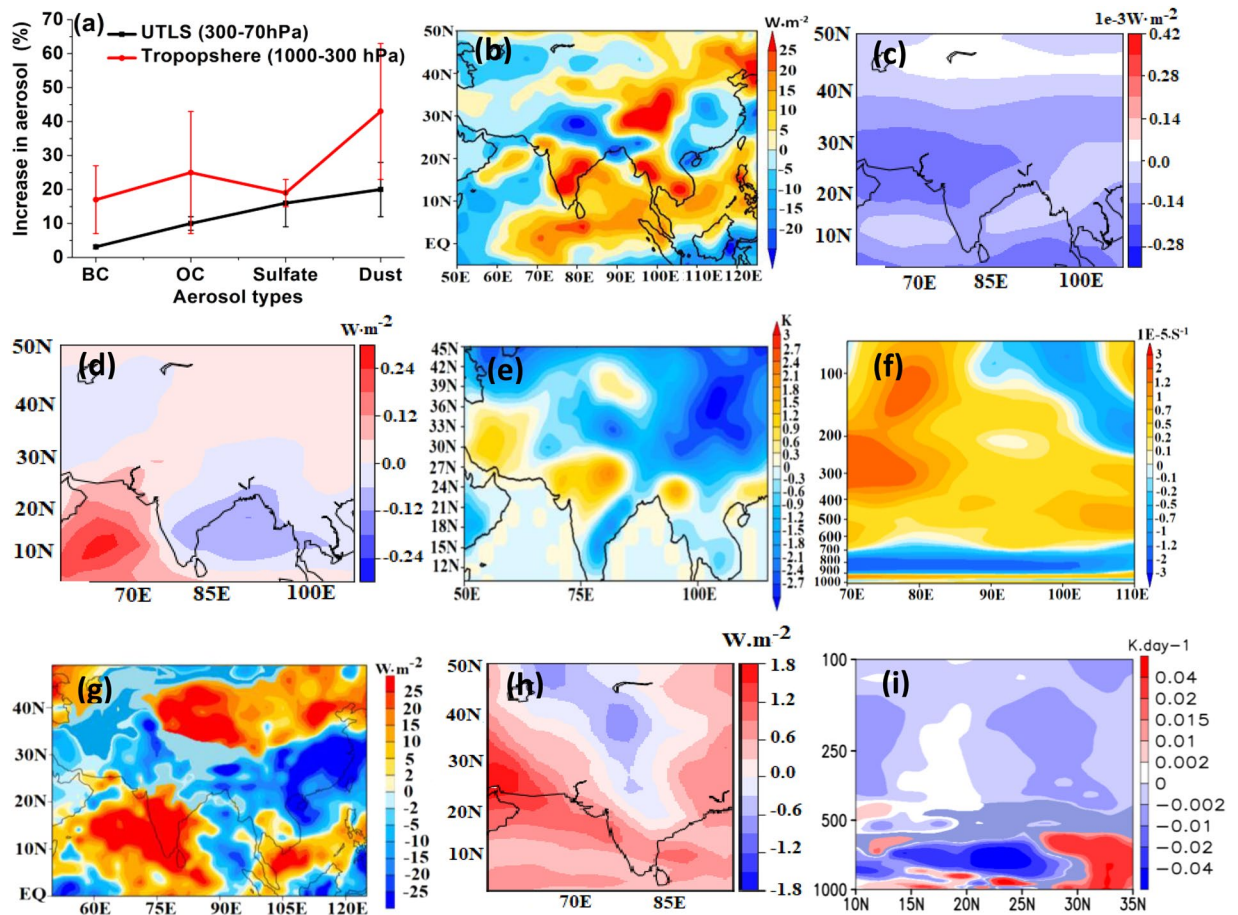 (a)
UTLS (300-70hPa)
Tropopshere (1000-300 hPa)
Increase in aerosol (%)
70
60
50
40
30
20
10
0
BC OC Sulfate Dust
Aerosol types
(b)
W·m-2
50N
40N
30N
20N
10N
EQ
50E 60E 70E 80E 90E 100E 110E 120E
25
20
15
10
5
2
0
-2
-5
-10
-15
-20
(c)
1e-3W·m-2
50N
40N
30N
20N
10N
70E 85E 100E
0.42
0.28
0.14
0.0
-0.14
-0.28
(d)
W·m-2
50N
40N
30N
20N
10N
70E 85E 100E
0.24
0.12
0.0
-0.12
-0.24
(e)
K
45N
42N
39N
36N
33N
30N
27N
24N
21N
18N
15N
12N
50E 75E 100E
3
2.7
2.4
2.1
1.8
1.5
1.2
0.9
0.6
0.3
0
-0.3
-0.6
-0.9
-1.2
-1.5
-1.8
-2.1
-2.4
-2.7
(f)
1E-5.S-1
100
200
300
400
500
600
700
800
900
1000
70E 80E 90E 100E 110E
3
2
1.2
1
0.7
0.5
0.2
0.1
-0.1
-0.2
-0.5
-0.7
-1
-1.2
-2
-3
(g)
W·m-2
40N
30N
20N
10N
EQ
60E 75E 90E 105E 120E
25
20
15
10
5
2
0
-2
-5
-10
-15
-20
-25
(h)
W.m-2
50N
40N
30N
20N
10N
70E 85E
1.8
1.2
0.6
0.0
-0.6
-1.2
-1.8
(i)
K.day-1
100
250
500
1000
10N 15N 20N 25N 30N 35N
0.04
0.02
0.015
0.01
0.002
0
-0.002
-0.01
-0.02
-0.04